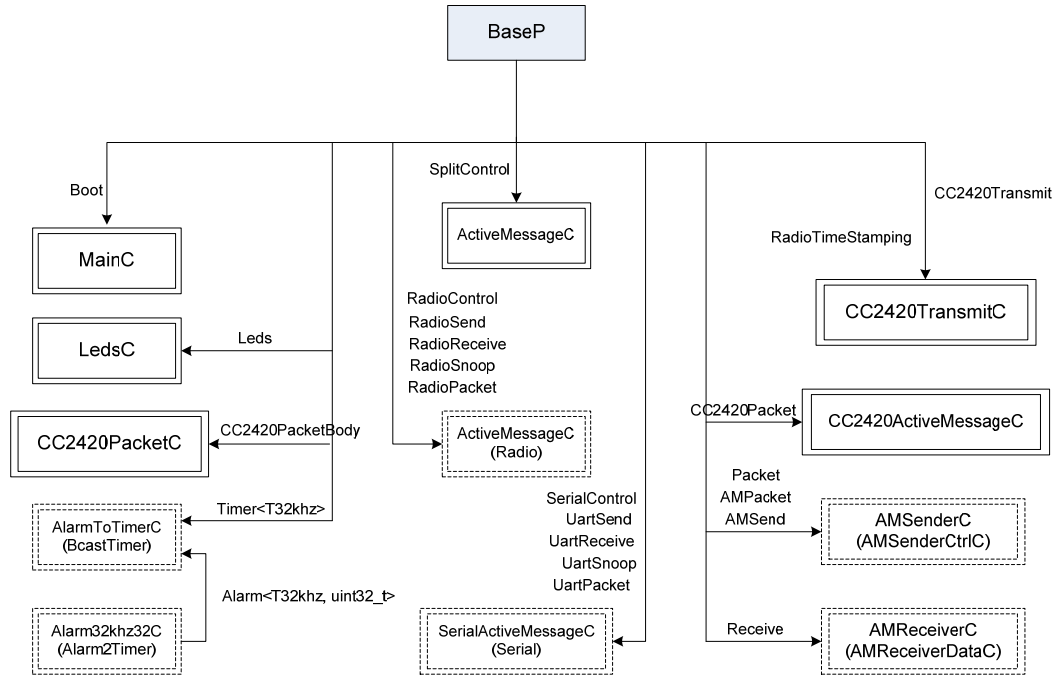 BaseP
SplitControl
Boot
CC2420Transmit
RadioTimeStamping
MainC
ActiveMessageC
CC2420TransmitC
RadioControl
RadioSend
RadioReceive
RadioSnoop
RadioPacket
Leds
LedsC
CC2420PacketBody
CC2420PacketC
ActiveMessageC
(Radio)
CC2420Packet
CC2420ActiveMessageC
Timer<T32khz>
AlarmToTimerC
(BcastTimer)
SerialControl
UartSend
UartReceive
UartSnoop
UartPacket
Packet
AMPacket
AMSend
AMSenderC
(AMSenderCtrlC)
Alarm<T32khz, uint32_t>
Alarm32khz32C
(Alarm2Timer)
SerialActiveMessageC
(Serial)
Receive
AMReceiverC
(AMReceiverDataC)